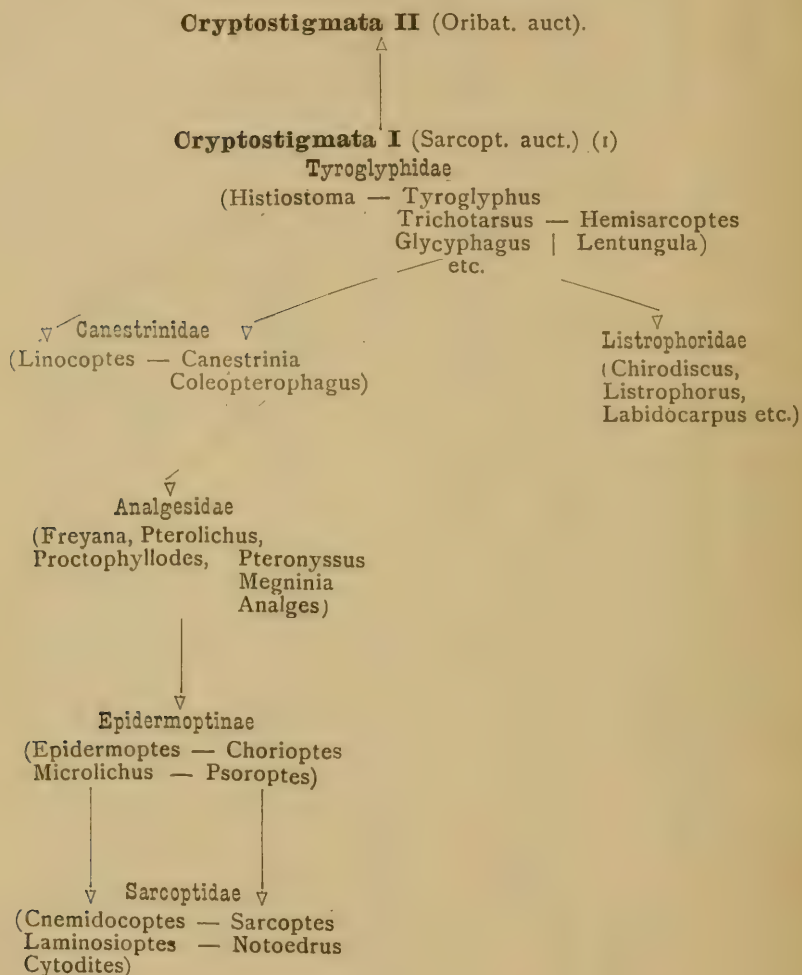 Cryptostigmata II (Oribat. auct).
Cryptostigmata I (Sarcopt. auct.) (1)
Tyroglyphidae
(Histiostoma — Tyroglyphus
Trichotarsus — Hemisarcoptes
Glycyphagus | Lentungula)
etc.
Canestrinidae
(Linocoptes — Canestrinia
Coleopterophagus)
Listrophoridae
(Chirodiscus,
Listrophorus,
Labidocarpus etc.)
Analgesidae
(Freyana, Pterolichus,
Proctophyllodes, Pteronyssus
Megninia
Analges)
Epidermoptinae
(Epidermoptes — Chorioptes
Microlichus — Psoroptes)
Sarcoptidae
(Cnemidocoptes — Sarcoptes
Laminosioptes — Notoedrus
Cytodites)